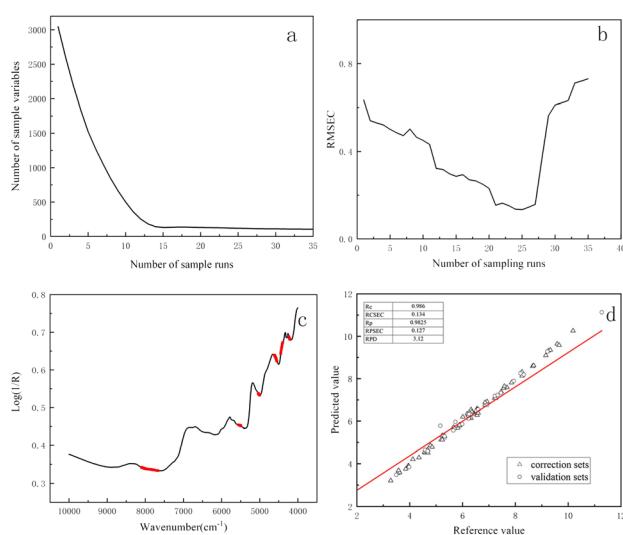 a
3000
2500
2000
1500
1000
500
0
0 5 10 15 20 25 30 35
Number of sample variables
Number of sample runs
b
0.8
0.4
0.0
0 5 10 15 20 25 30 35 40
RMSEC
Number of sampling runs
c
0.8
0.7
0.6
0.5
0.4
0.3
10000 9000 8000 7000 6000 5000 4000
Log(1/R)
Wavenumber(cm⁻¹)
d
12
10
8
6
4
2
2 4 6 8 10 12
Rc 0.986
RCSEC 0.134
Rp 0.9825
RPSEC 0.127
RPD 3.12
correction sets
validation sets
Predicted value
Reference value